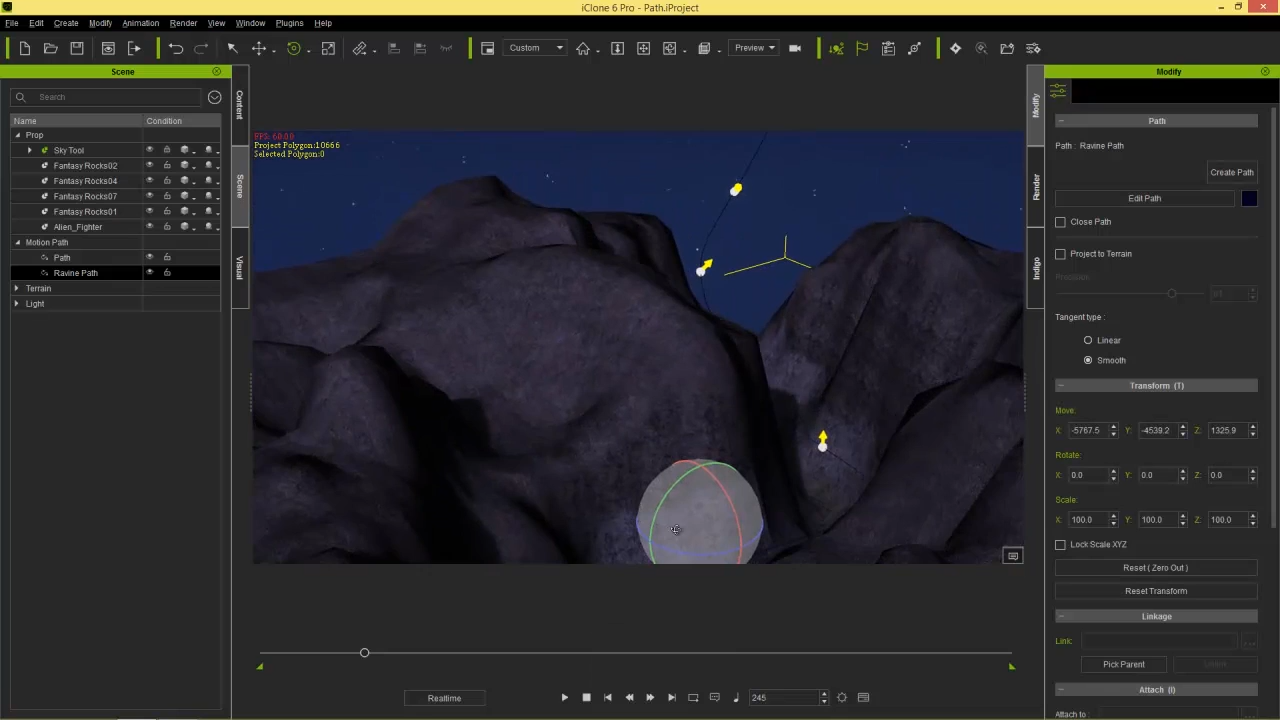 iClone 6 Pro - Path.iProject
File Edit Create Modify Animation Render View Window Plugins Help
Custom Preview
Scene
Search
Name Condition
Prop
Sky Tool
Fantasy Rocks02
Fantasy Rocks04
Fantasy Rocks07
Fantasy Rocks01
Alien_Fighter
Motion Path
Path
Ravine Path
Terrain
Light
Content
Scene
Visual
FPS: 60.00
Project Polygon:10666
Selected Polygon:0
Realtime
245
Modify
Render
Indigo
Modify
Path
Path : Ravine Path
Create Path
Edit Path
Close Path
Project to Terrain
Precision:
Tangent type :
Linear
Smooth
Transform (T)
Move:
X: -5767.5 Y: -4539.2 Z: 1325.9
Rotate:
X: 0.0 Y: 0.0 Z: 0.0
Scale:
X: 100.0 Y: 100.0 Z: 100.0
Lock Scale XYZ
Reset ( Zero Out )
Reset Transform
Linkage
Link:
Pick Parent
Attach (I)
Attach to :